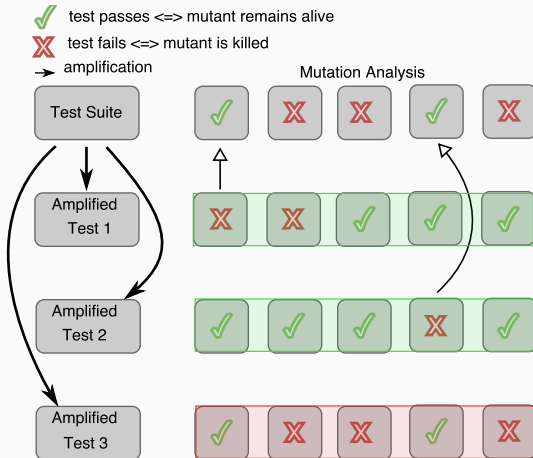 test passes <=> mutant remains alive
test fails <=> mutant is killed
amplification
Mutation Analysis
Test Suite
Amplified
Test 1
Amplified
Test 2
Amplified
Test 3